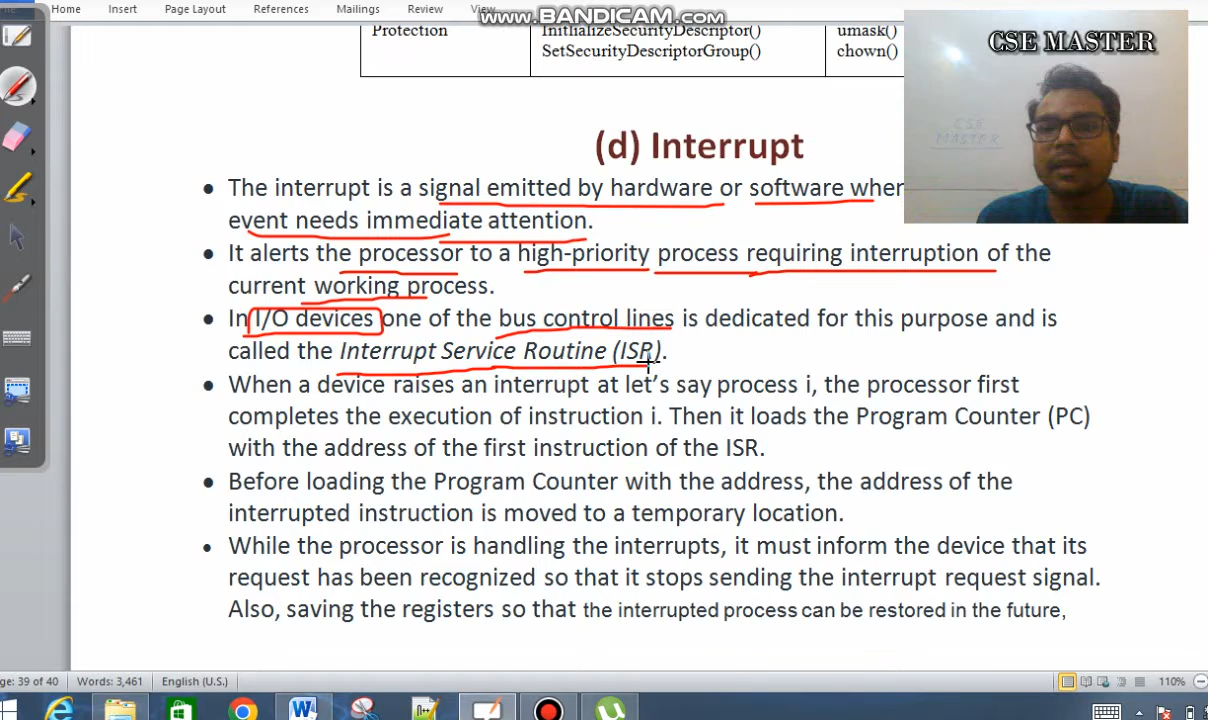 Home Insert Page Layout References Mailings Review View
www.BANDICAM.com
Protection InitlializeSecurityDescriptor() umask()
SetSecurityDescriptorGroup() chown()
CSE MASTER
CSE
MASTER
(d) Interrupt
• The interrupt is a signal emitted by hardware or software when
event needs immediate attention.
• It alerts the processor to a high-priority process requiring interruption of the
current working process.
• In I/O devices one of the bus control lines is dedicated for this purpose and is
called the Interrupt Service Routine (ISR).
• When a device raises an interrupt at let’s say process i, the processor first
completes the execution of instruction i. Then it loads the Program Counter (PC)
with the address of the first instruction of the ISR.
• Before loading the Program Counter with the address, the address of the
interrupted instruction is moved to a temporary location.
• While the processor is handling the interrupts, it must inform the device that its
request has been recognized so that it stops sending the interrupt request signal.
Also, saving the registers so that the interrupted process can be restored in the future,
ge: 39 of 40 Words: 3,461 English (U.S.) 110%